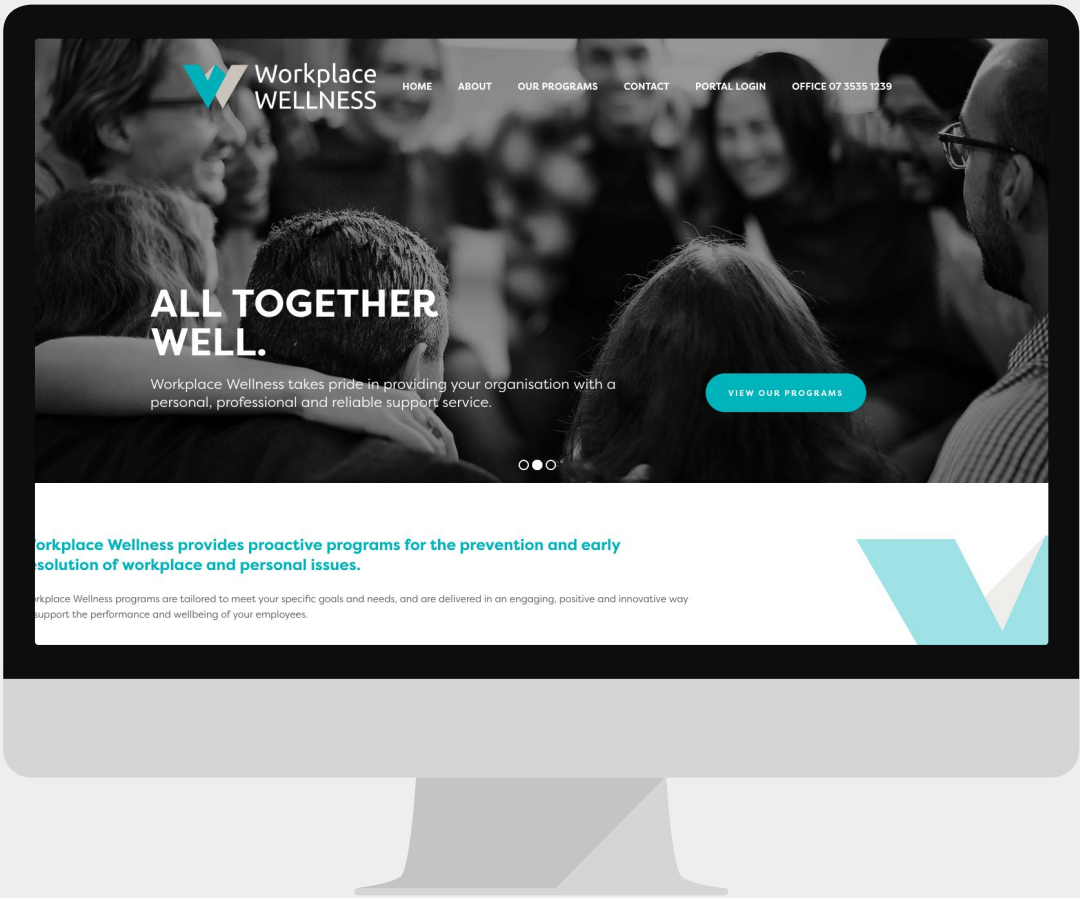 Workplace
WELLNESS
HOME ABOUT OUR PROGRAMS CONTACT PORTAL LOGIN OFFICE 07 3535 1239
ALL TOGETHER
WELL.
Workplace Wellness takes pride in providing your organisation with a
personal, professional and reliable support service.
VIEW OUR PROGRAMS
orkplace Wellness provides proactive programs for the prevention and early
esolution of workplace and personal issues.
rkplace Wellness programs are tailored to meet your specific goals and needs, and are delivered in an engaging, positive and innovative way
support the performance and wellbeing of your employees.